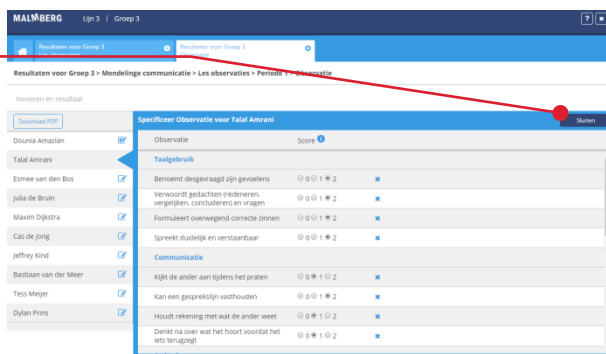 MALMBERG Lijn 3 | Groep 3
?
Resultaten voor Groep 3
Les observaties
Resultaten voor Groep 3
Observatie
Resultaten voor Groep 3 > Mondelinge communicatie > Les observaties > Periode 1 > Observatie
Invoeren en resultaat
Download PDF
Specificeer Observatie voor Talal Amrani
Sluiten
Dounia Amazian
Talal Amrani
Esmee van den Bos
Julia de Bruin
Maxim Dijkstra
Cas de Jong
Jeffrey Kind
Bastiaan van der Meer
Tess Meijer
Dylan Prins
Observatie Score
Taalgebruik
Benoemt desgevraagd zijn gevoelens 0 1 2
Verwoordt gedachten (redeneren,
vergelijken, concluderen) en vragen 0 1 2
Formuleert overwegend correcte zinnen 0 1 2
Spreekt duidelijk en verstaanbaar 0 1 2
Communicatie
Kijkt de ander aan tijdens het praten 0 1 2
Kan een gesprekslijn vasthouden 0 1 2
Houdt rekening met wat de ander weet 0 1 2
Denkt na over wat het hoort voordat het
iets terugzegt 0 1 2